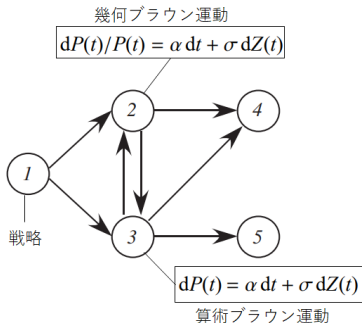 幾何ブラウン運動
dP(t)/P(t) = α dt + σ dZ(t)
2
4
1
戦略
3
5
dP(t) = α dt + σ dZ(t)
算術ブラウン運動